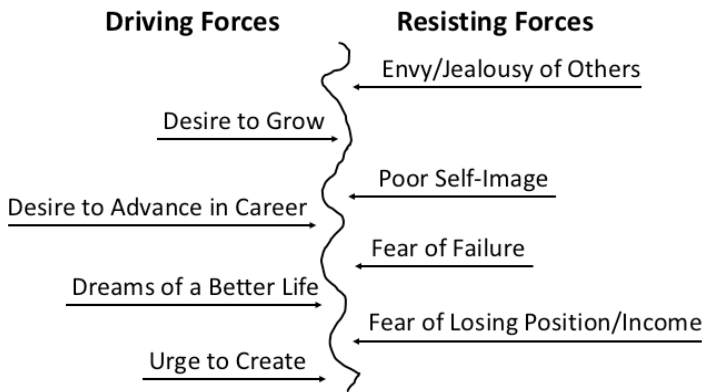 Driving Forces
Resisting Forces
Envy/Jealousy of Others
Desire to Grow
Poor Self-Image
Desire to Advance in Career
Fear of Failure
Dreams of a Better Life
Fear of Losing Position/Income
Urge to Create